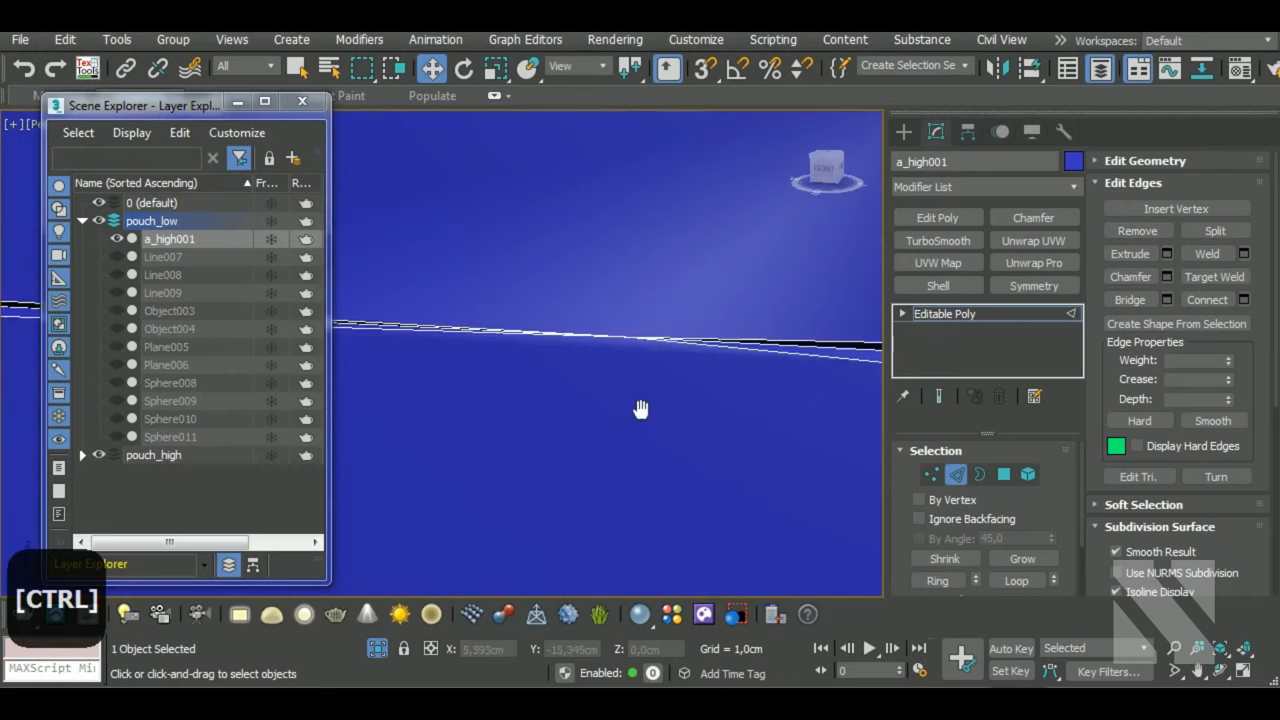 File Edit Tools Group Views Create Modifiers Animation Graph Editors Rendering Customize Scripting Content Substance Civil View Workspaces: Default
Tex Tools All View Create Selection Se
Paint Populate
Scene Explorer - Layer Expl...
[+]
Select Display Edit Customize
FRONT
a_high001 Edit Geometry
Name (Sorted Ascending) Fr... R...
Edit Edges
Modifier List
0 (default)
Insert Vertex
pouch_low
Edit Poly Chamfer Remove Split
a_high001
TurboSmooth Unwrap UVW Extrude Weld
Line007
UVW Map Unwrap Pro Chamfer Target Weld
Line008
Shell Symmetry Bridge Connect
Line009
Editable Poly
Object003
Create Shape From Selection
Object004
Edge Properties
Plane005
Weight:
Plane006
Crease:
Sphere008
Depth:
Sphere009
Hard Smooth
Sphere010
Sphere011
Display Hard Edges
pouch_high
Selection
Edit Tri. Turn
By Vertex
Soft Selection
Ignore Backfacing
Subdivision Surface
By Angle: 45,0
Smooth Result
Shrink Grow
Use NURMS Subdivision
Ring Loop
Isoline Display
Layer Explorer
[CTRL]
1 Object Selected X: 5,593cm Y: -15,345cm Z: 0,0cm Grid = 1,0cm Auto Key Selected
MAXScript Mi
Click or click-and-drag to select objects Enabled: 0 Add Time Tag 0 Set Key Key Filters...